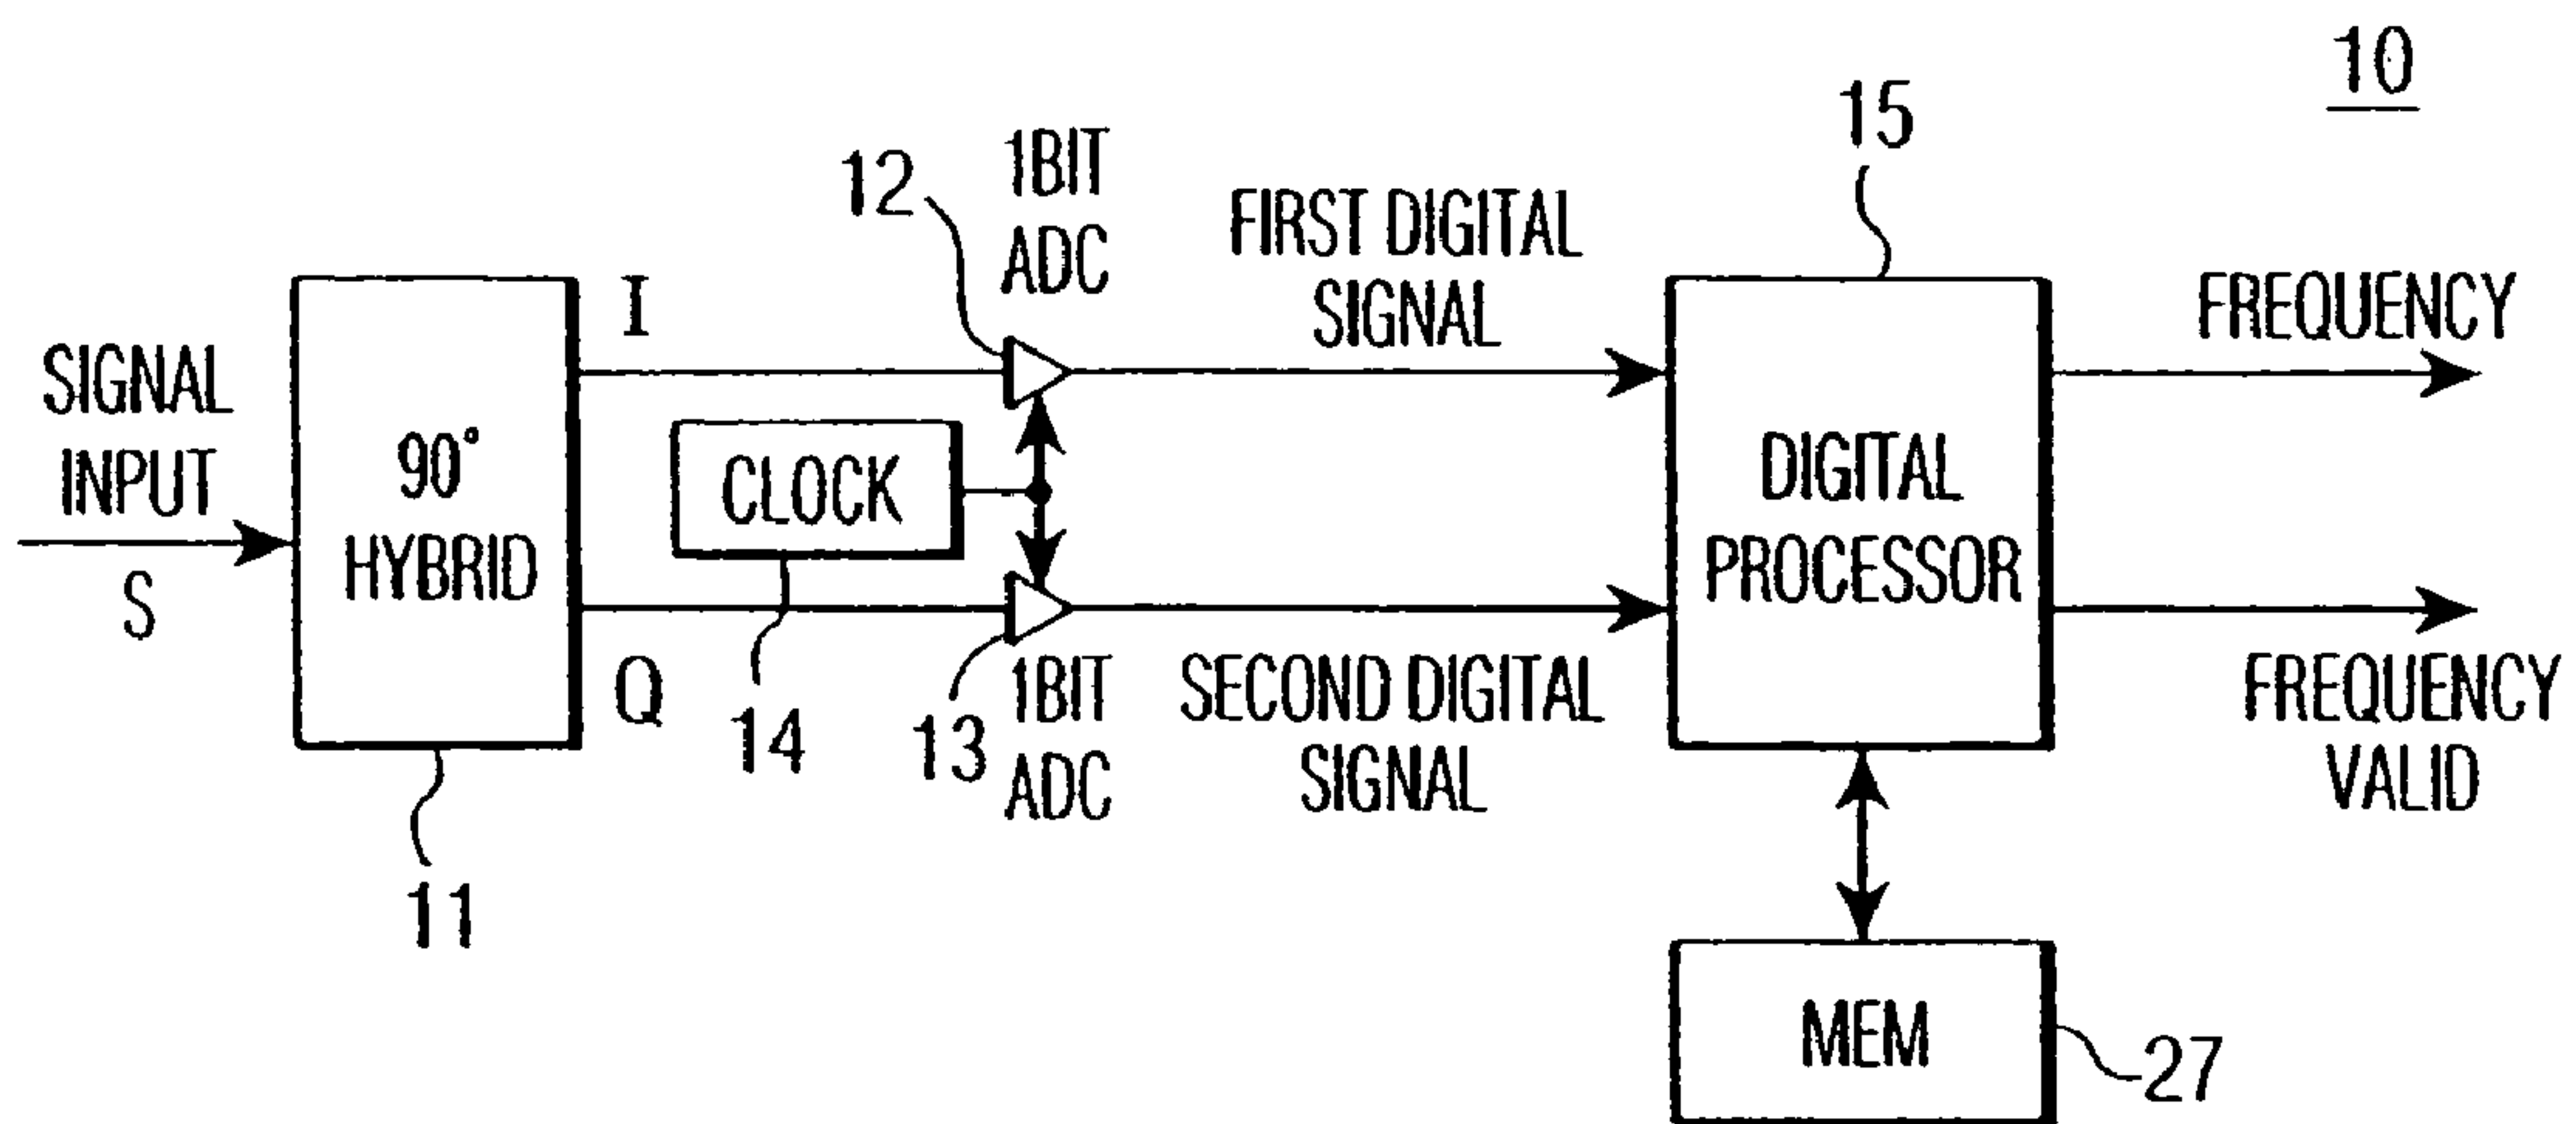 10
15
1BIT
ADC
12
FIRST DIGITAL
SIGNAL
I
FREQUENCY
SIGNAL
INPUT
S
90°
HYBRID
CLOCK
DIGITAL
PROCESSOR
Q
14
13
1BIT
ADC
SECOND DIGITAL
SIGNAL
FREQUENCY
VALID
11
MEM
27